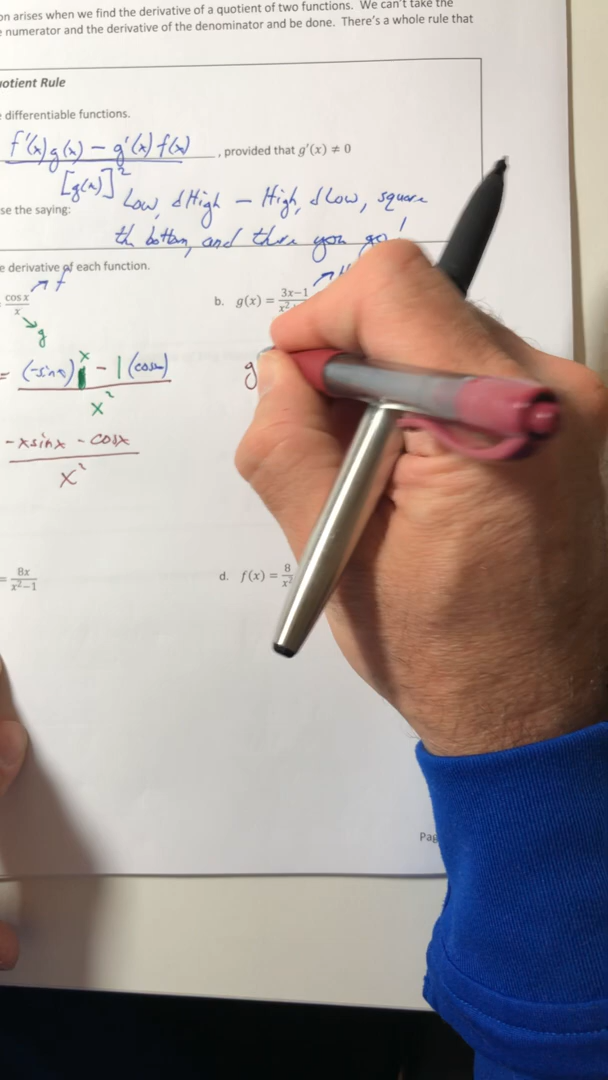 on arises when we find the derivative of a quotient of two functions. We can't take the
numerator and the derivative of the denominator and be done. There's a whole rule that
uotient Rule
differentiable functions.
f'(x)g(x) - g'(x)f(x)
[g(x)]²
, provided that g'(x) ≠ 0
Low, dHigh - High, dLow, square
se the saying:
th bottom, and there you go!
e derivative of each function.
f
cos x
x
g
b. g(x) = 3x−1
= (-sinx) x - 1(cosx)
x²
g
-xsinx - cosx
x²
= 8x
x²−1
d. f(x) = 8
Pag